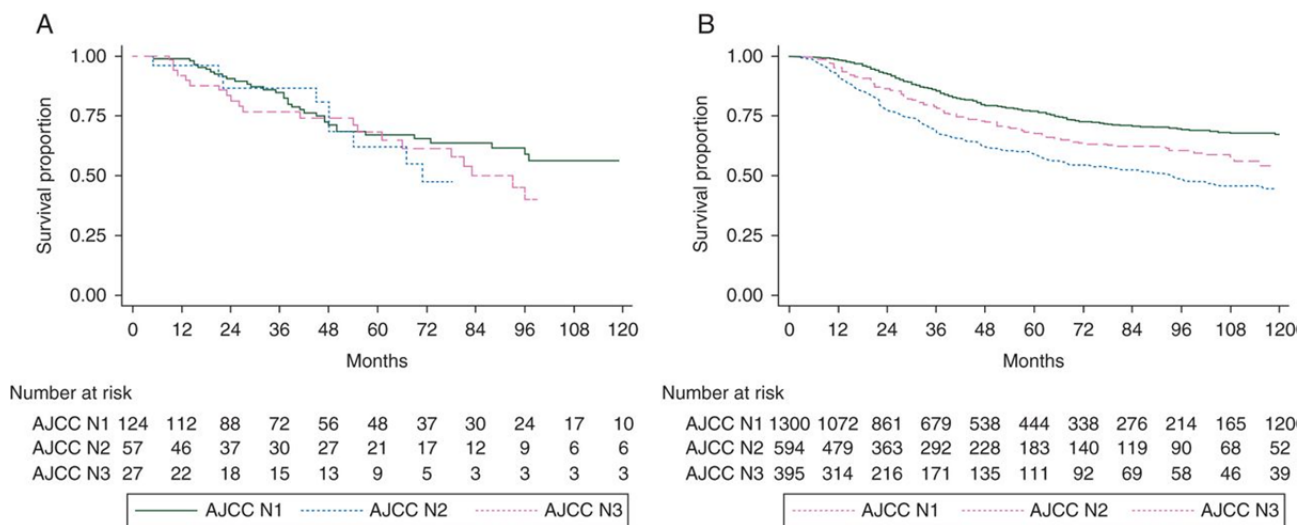 A
B
Survival proportion
1.00
0.75
0.50
0.25
0.00
0 12 24 36 48 60 72 84 96 108 120
Months
Survival proportion
1.00
0.75
0.50
0.25
0.00
0 12 24 36 48 60 72 84 96 108 120
Months
Number at risk
AJCC N1 124 112 88 72 56 48 37 30 24 17 10
AJCC N2 57 46 37 30 27 21 17 12 9 6 6
AJCC N3 27 22 18 15 13 9 5 3 3 3 3
AJCC N1 AJCC N2 AJCC N3
Number at risk
AJCC N1 1300 1072 861 679 538 444 338 276 214 165 120
AJCC N2 594 479 363 292 228 183 140 119 90 68 52
AJCC N3 395 314 216 171 135 111 92 69 58 46 39
AJCC N1 AJCC N2 AJCC N3